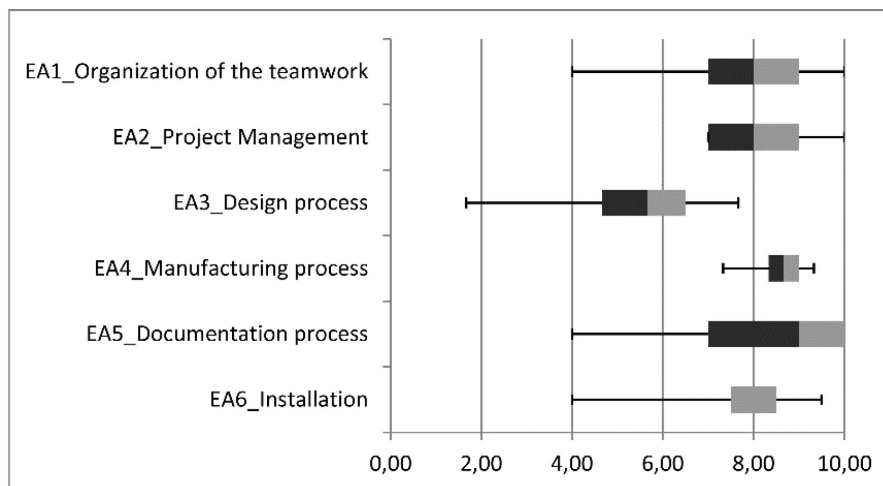 EA1_Organization of the teamwork
EA2_Project Management
EA3_Design process
EA4_Manufacturing process
EA5_Documentation process
EA6_Installation
0,00 2,00 4,00 6,00 8,00 10,00